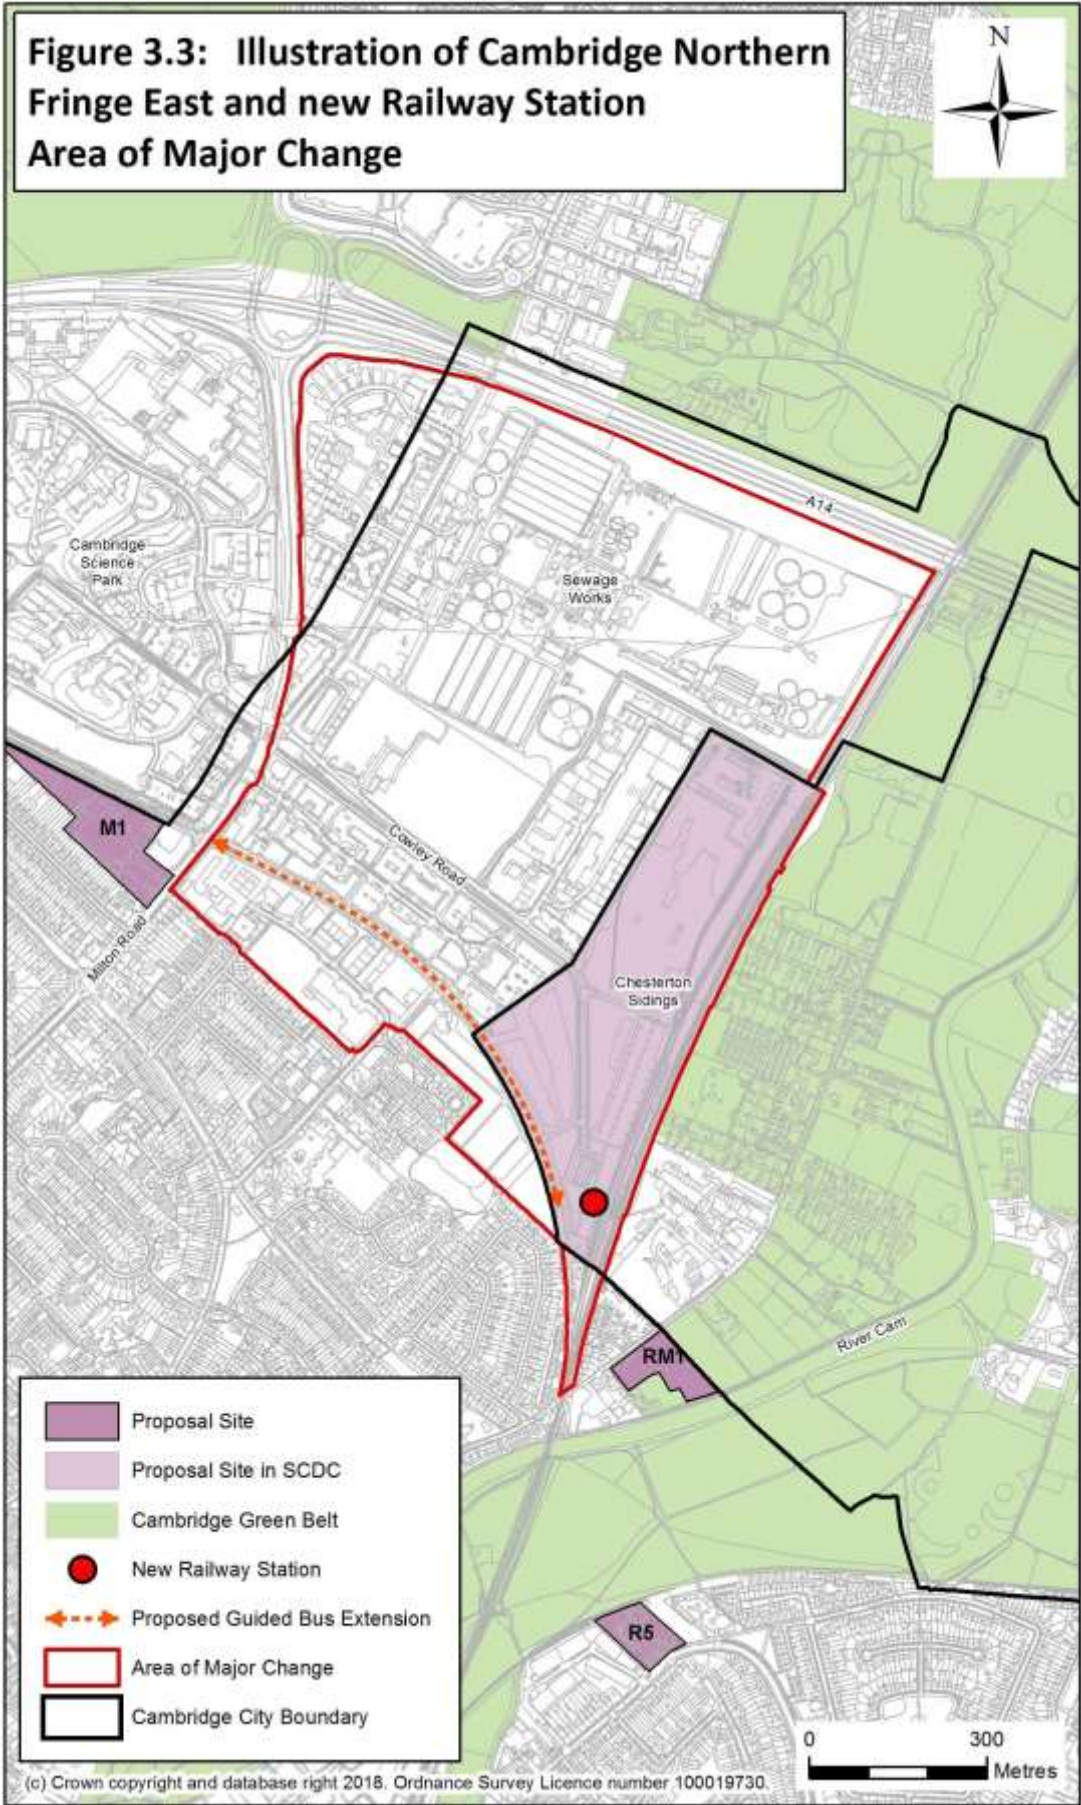 Figure 3.3: Illustration of Cambridge Northern
Fringe East and new Railway Station
Area of Major Change
N
A14
Cambridge
Science
Park
Sewage
Works
M1
Cowley Road
Milton Road
Chesterton
Sidings
RM1
River Cam
Proposal Site
Proposal Site in SCDC
Cambridge Green Belt
New Railway Station
Proposed Guided Bus Extension
Area of Major Change
Cambridge City Boundary
R5
0 300
Metres
(c) Crown copyright and database right 2018. Ordnance Survey Licence number 100019730.